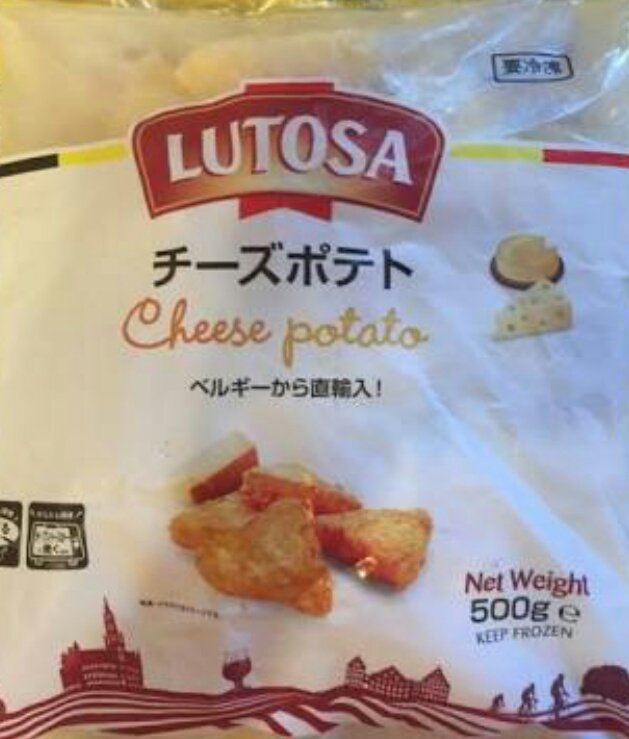 要冷凍
LUTOSA
チーズポテト
Cheese potato
ベルギーから直輸入!
Net Weight
500g e
KEEP FROZEN